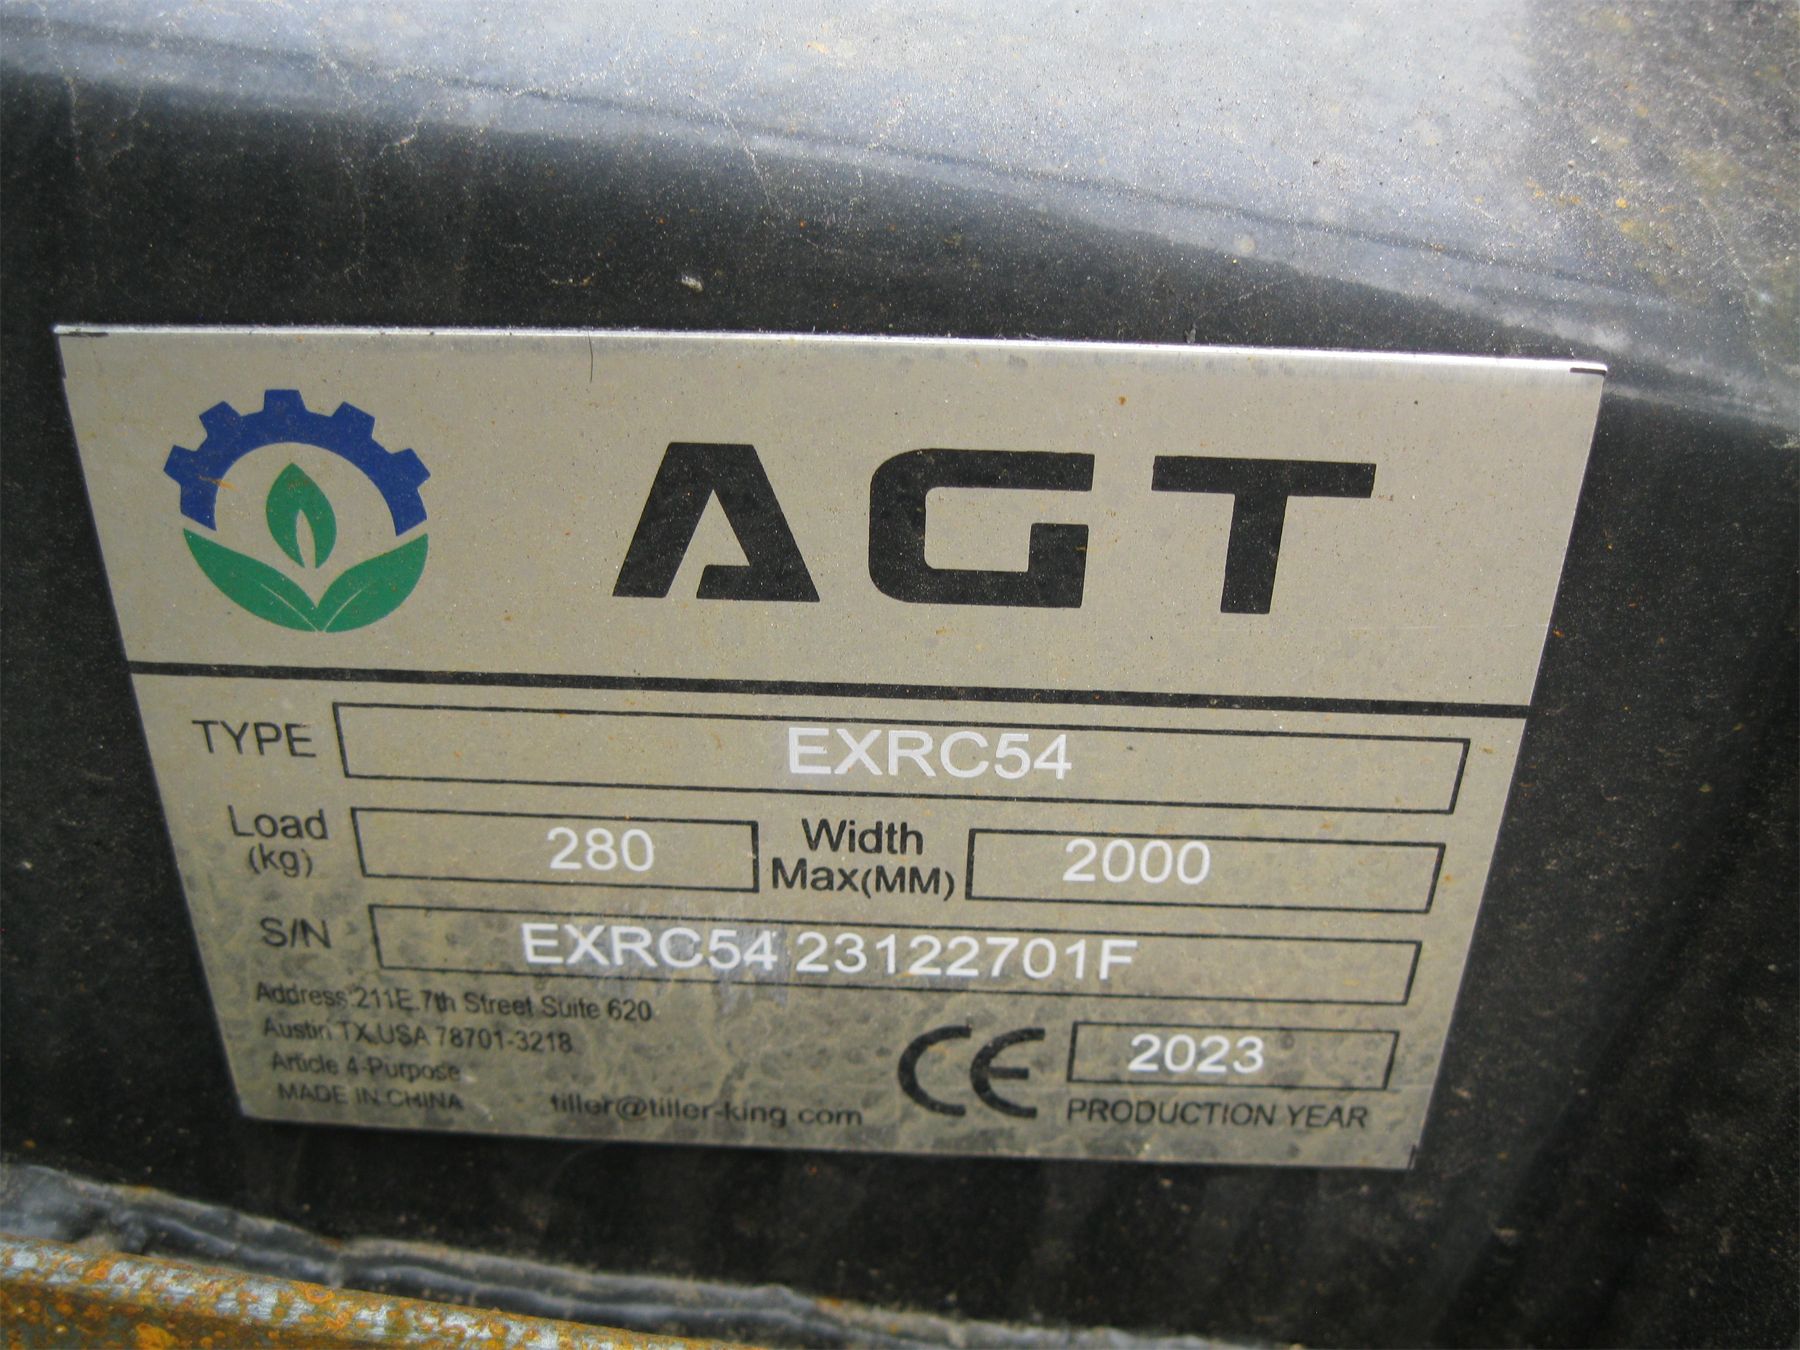 AGT
TYPE EXRC54
Load (kg) 280 Width Max(MM) 2000
S/N EXRC54 23122701F
Address:211E.7th Street Suite 620
Austin TX,USA 78701-3218
Article 4-Purpose
MADE IN CHINA
tiller@tiller-king.com
CE
2023
PRODUCTION YEAR